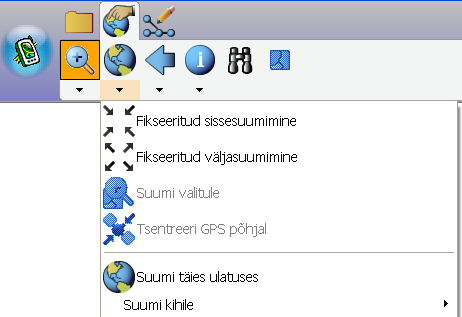 Fikseeritud sissesuumimine
Fikseeritud väljasuumimine
Suumi valitule
Tsentreeri GPS põhjal
Suumi täies ulatuses
Suumi kihile